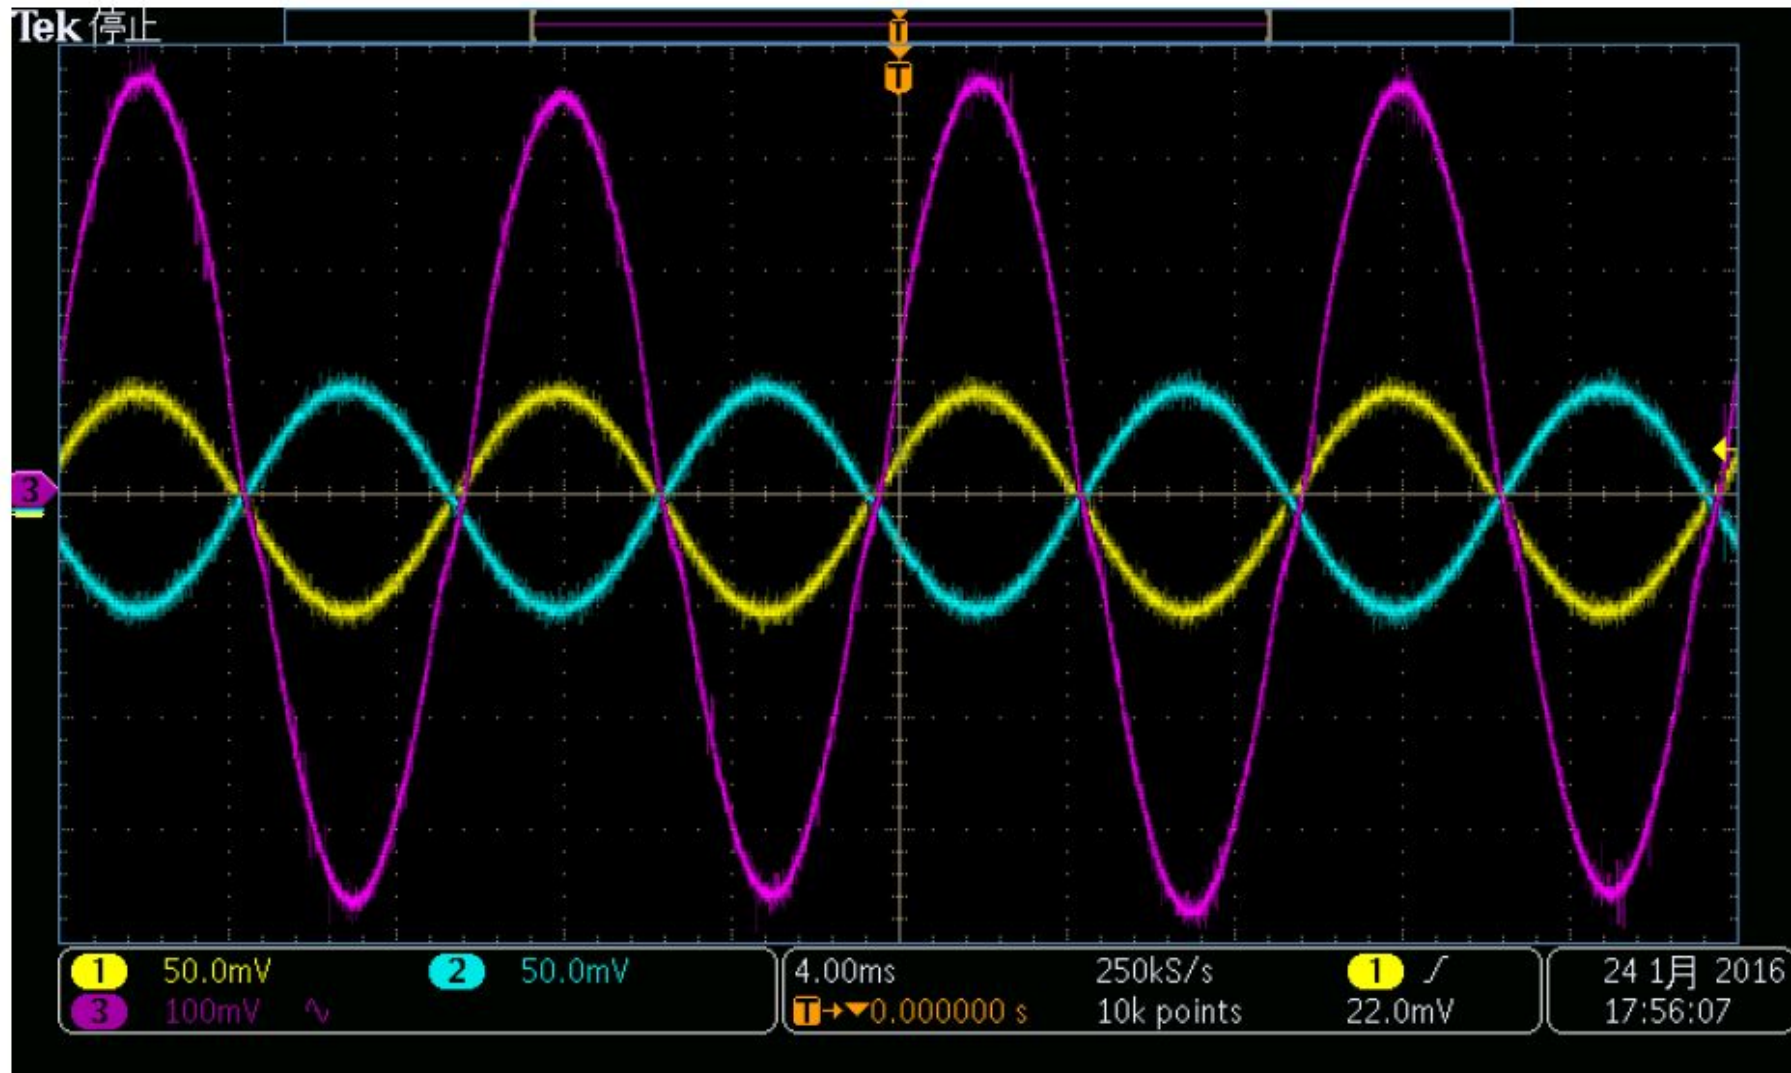 Tek 停止
T
T
3
1 50.0mV 2 50.0mV
3 100mV
4.00ms 250kS/s 1
T→▼0.000000 s 10k points 22.0mV
24 1月 2016
17:56:07